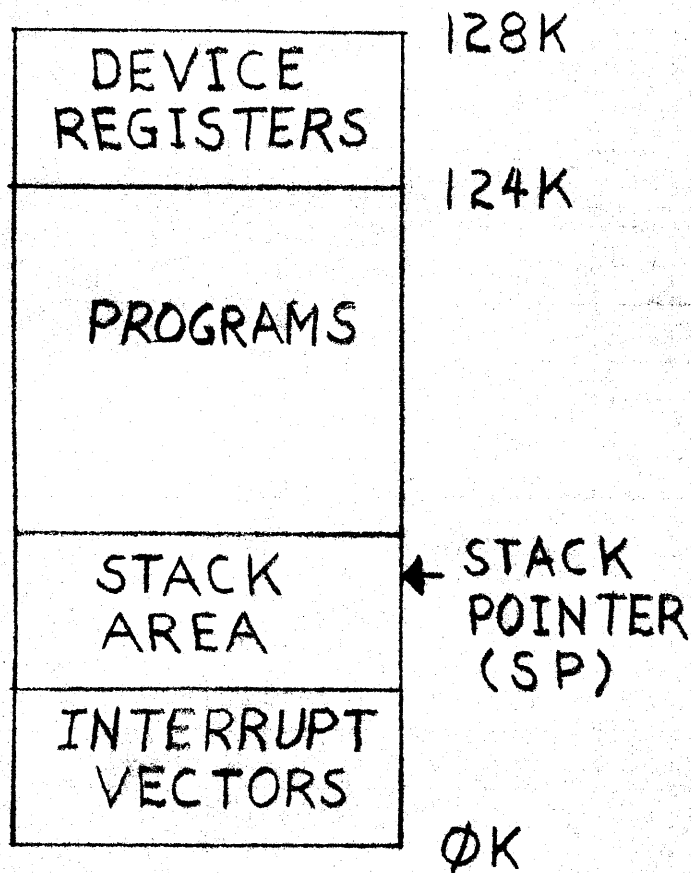 128K
DEVICE
REGISTERS
124K
PROGRAMS
STACK
AREA
STACK
POINTER
(SP)
INTERRUPT
VECTORS
ØK